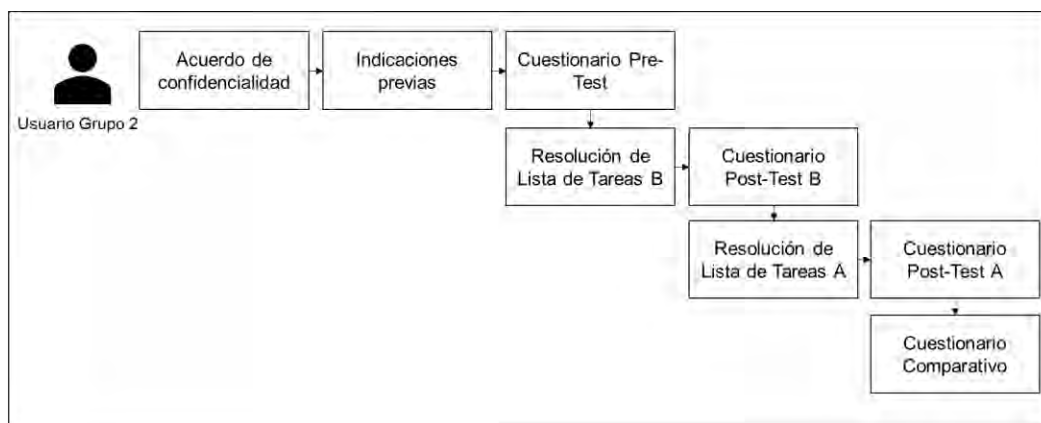 Acuerdo de
confidencialidad
Indicaciones
previas
Cuestionario Pre-
Test
Usuario Grupo 2
Resolución de
Lista de Tareas B
Cuestionario
Post-Test B
Resolución de
Lista de Tareas A
Cuestionario
Post-Test A
Cuestionario
Comparativo